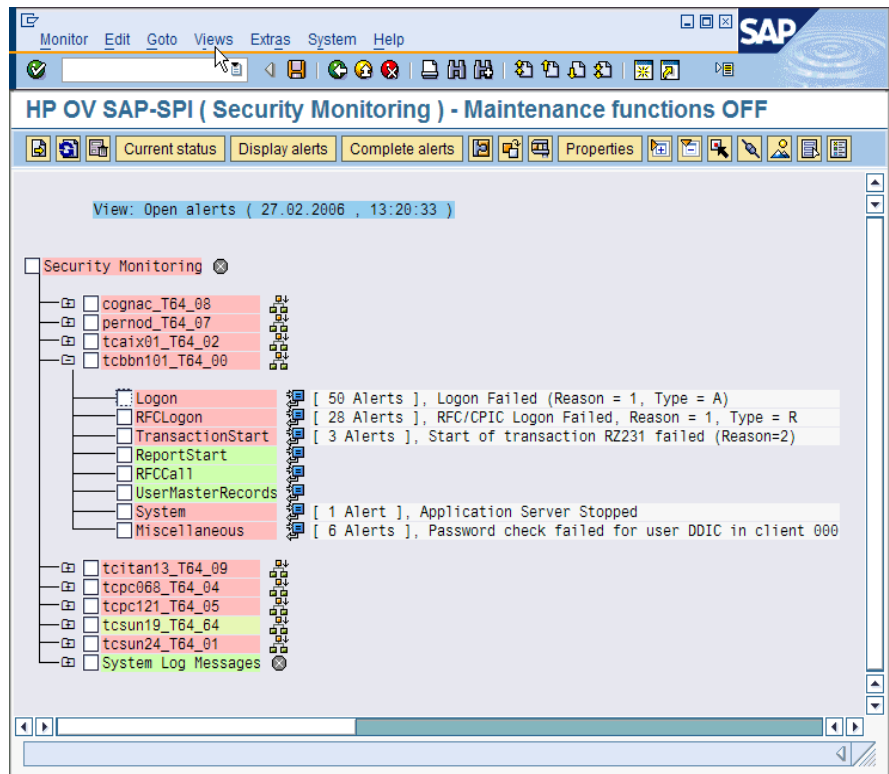 Monitor Edit Goto Views Extras System Help
SAP
HP OV SAP-SPI ( Security Monitoring ) - Maintenance functions OFF
Current status Display alerts Complete alerts Properties
View: Open alerts ( 27.02.2006 , 13:20:33 )
Security Monitoring
cognac_T64_08
pernod_T64_07
tcaix01_T64_02
tcbbn101_T64_00
Logon [ 50 Alerts ], Logon Failed (Reason = 1, Type = A)
RFCLogon [ 28 Alerts ], RFC/CPIC Logon Failed, Reason = 1, Type = R
TransactionStart [ 3 Alerts ], Start of transaction RZ231 failed (Reason=2)
ReportStart
RFCCall
UserMasterRecords
System [ 1 Alert ], Application Server Stopped
Miscellaneous [ 6 Alerts ], Password check failed for user DDIC in client 000
tcitan13_T64_09
tcpc068_T64_04
tcpc121_T64_05
tcsun19_T64_64
tcsun24_T64_01
System Log Messages